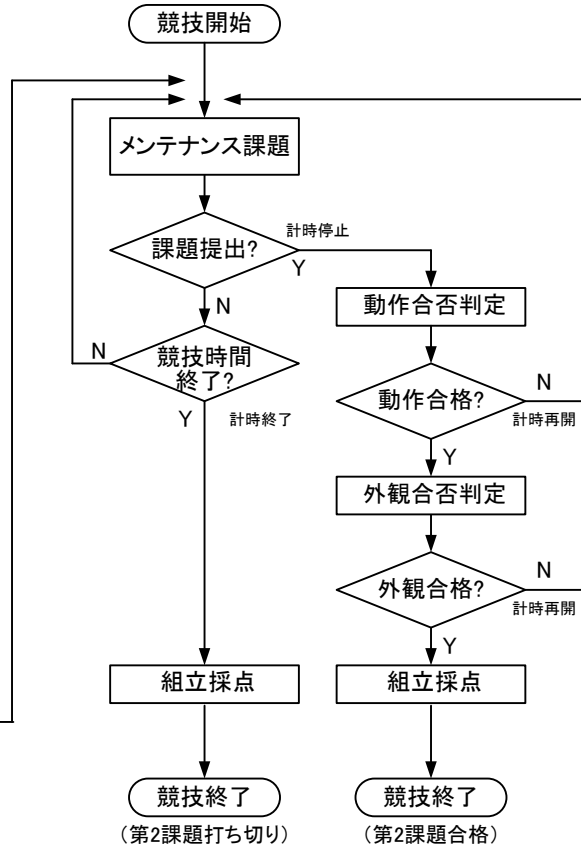 競技開始
メンテナンス課題
課題提出?
計時停止
Y
N
動作合否判定
競技時間
終了?
N
Y
計時終了
動作合格?
N
計時再開
Y
外観合否判定
外観合格?
N
計時再開
Y
組立採点
組立採点
競技終了
競技終了
(第2課題打ち切り)
(第2課題合格)